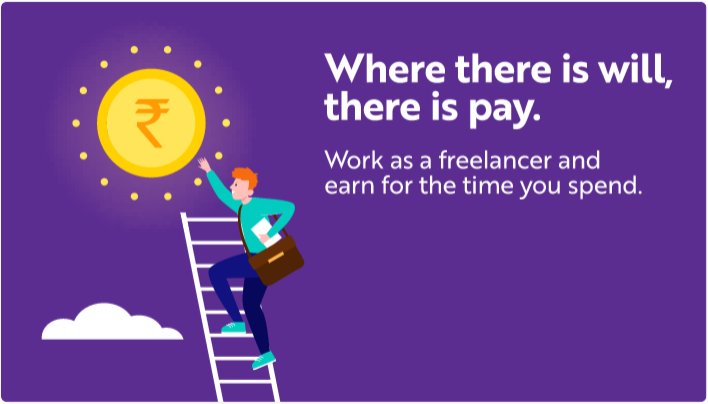 ₹
Where there is will,
there is pay.
Work as a freelancer and
earn for the time you spend.